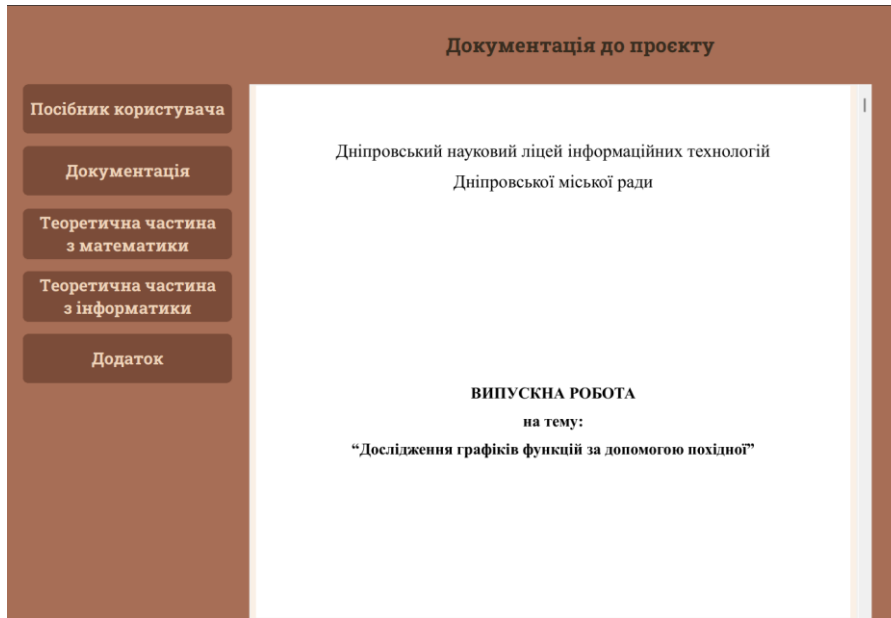 Документація до проєкту
Посібник користувача
Документація
Теоретична частина
з математики
Теоретична частина
з інформатики
Додаток
Дніпровський науковий ліцей інформаційних технологій
Дніпровської міської ради
ВИПУСКНА РОБОТА
на тему:
“Дослідження графіків функцій за допомогою похідної”